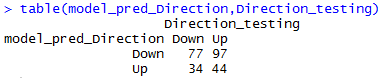 > table(model_pred_Direction,Direction_testing)
Direction_testing
model_pred_Direction Down Up
Down 77 97
Up 34 44